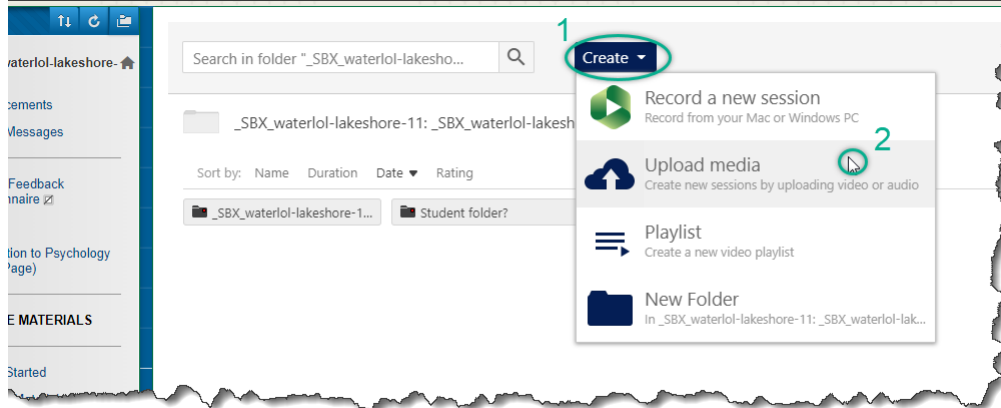 vaterlol-lakeshore-
cements
Messages
Feedback
nnaire
tion to Psychology
Page)
E MATERIALS
Started
1
Search in folder "_SBX_waterlol-lakesho...
Create
_SBX_waterlol-lakeshore-11: _SBX_waterlol-lakesh
Sort by: Name Duration Date ▼ Rating
_SBX_waterlol-lakeshore-1...
Student folder?
Record a new session
Record from your Mac or Windows PC
2
Upload media
Create new sessions by uploading video or audio
Playlist
Create a new video playlist
New Folder
In _SBX_waterlol-lakeshore-11: _SBX_waterlol-lak...